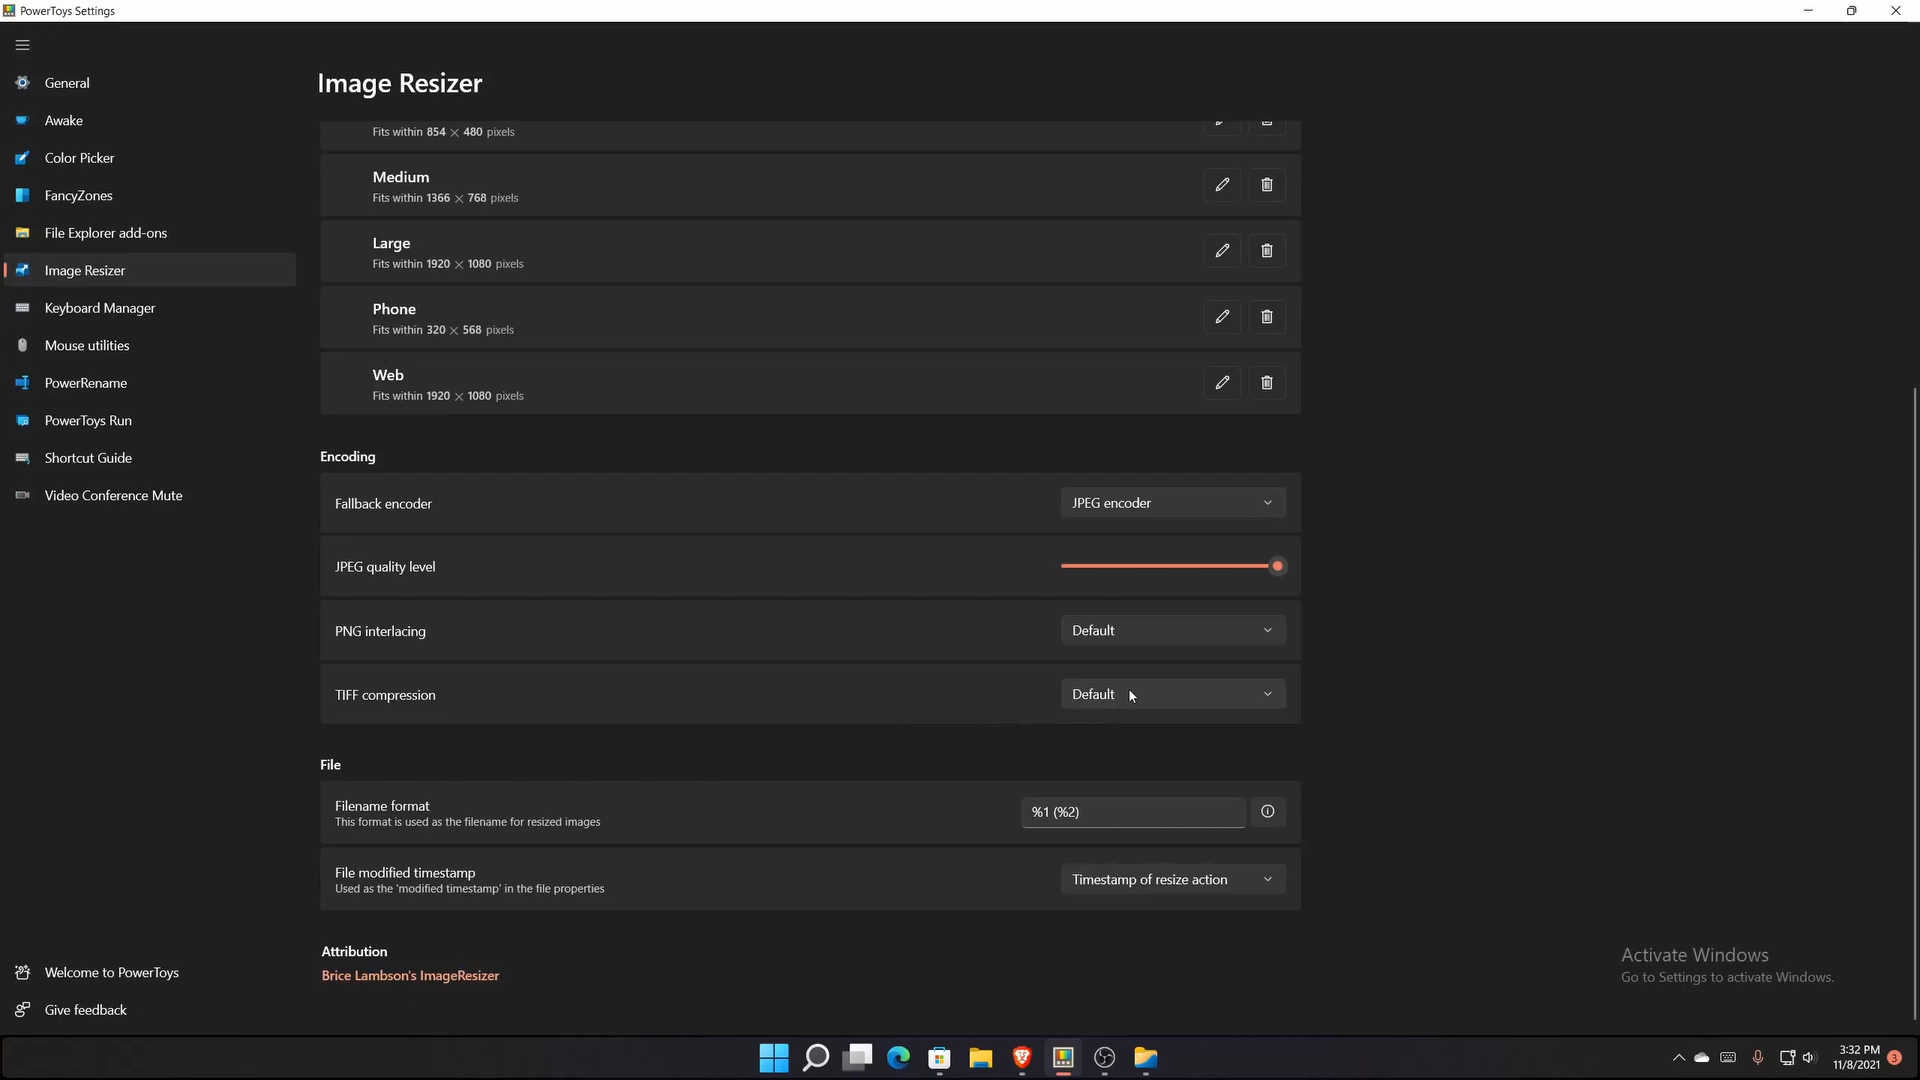 PowerToys Settings
General
Awake
Color Picker
FancyZones
File Explorer add-ons
Image Resizer
Keyboard Manager
Mouse utilities
PowerRename
PowerToys Run
Shortcut Guide
Video Conference Mute
Welcome to PowerToys
Give feedback
Image Resizer
Fits within 854 × 480 pixels
Medium
Fits within 1366 × 768 pixels
Large
Fits within 1920 × 1080 pixels
Phone
Fits within 320 × 568 pixels
Web
Fits within 1920 × 1080 pixels
Encoding
Fallback encoder JPEG encoder
JPEG quality level
PNG interlacing Default
TIFF compression Default
File
Filename format
This format is used as the filename for resized images
%1 (%2)
File modified timestamp
Used as the 'modified timestamp' in the file properties
Timestamp of resize action
Attribution
Brice Lambson's ImageResizer
Activate Windows
Go to Settings to activate Windows.
3:32 PM
11/8/2021
3